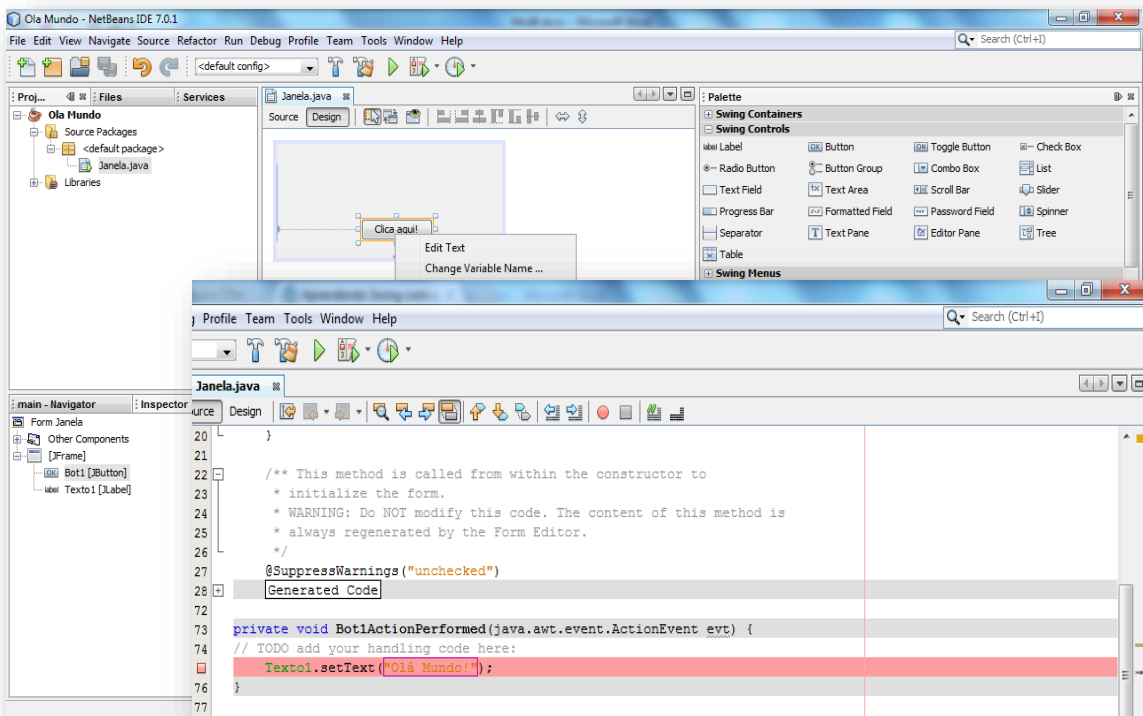 Ola Mundo - NetBeans IDE 7.0.1
File Edit View Navigate Source Refactor Run Debug Profile Team Tools Window Help
Search (Ctrl+I)
<default config>
Proj... Files Services
Ola Mundo
Source Packages
<default package>
Janela.java
Libraries
Janela.java
Source Design
Clica aqui!
Edit Text
Change Variable Name ...
Palette
Swing Containers
Swing Controls
label Label OK Button ON Toggle Button Check Box
Radio Button Button Group Combo Box List
Text Field Text Area Scroll Bar Slider
Progress Bar Formatted Field Password Field Spinner
Separator T Text Pane Editor Pane Tree
Table
Swing Menus
main - Navigator Inspector
Form Janela
Other Components
[JFrame]
OK Bot1 [JButton]
label Texto1 [JLabel]
Profile Team Tools Window Help
Search (Ctrl+I)
Janela.java
urce Design
20 }
21
22 /** This method is called from within the constructor to
23 * initialize the form.
24 * WARNING: Do NOT modify this code. The content of this method is
25 * always regenerated by the Form Editor.
26 */
27 @SuppressWarnings("unchecked")
28 Generated Code
72
73 private void Bot1ActionPerformed(java.awt.event.ActionEvent evt) {
74 // TODO add your handling code here:
Texto1.setText("Olá Mundo!");
76 }
77